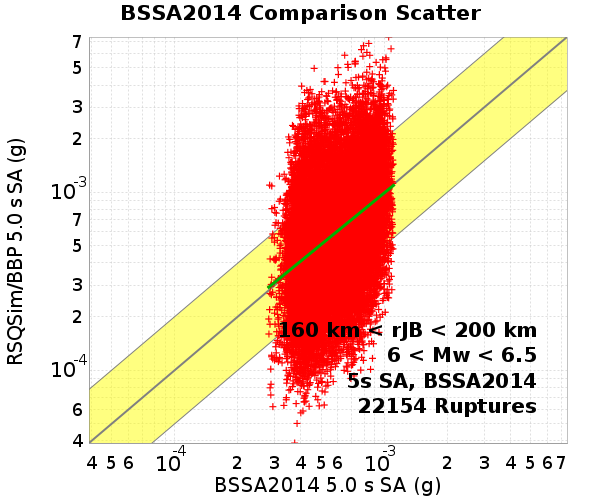 BSSA2014 Comparison Scatter
RSQSim/BBP 5.0 s SA (g)
7
5
3
2
10⁻³
7
5
3
2
10⁻⁴
6
4
160 km < rJB < 200 km
6 < Mw < 6.5
5s SA, BSSA2014
22154 Ruptures
4 5 6 10⁻⁴ 2 3 4 5 6 10⁻³ 2 3 4 5 6 7
BSSA2014 5.0 s SA (g)